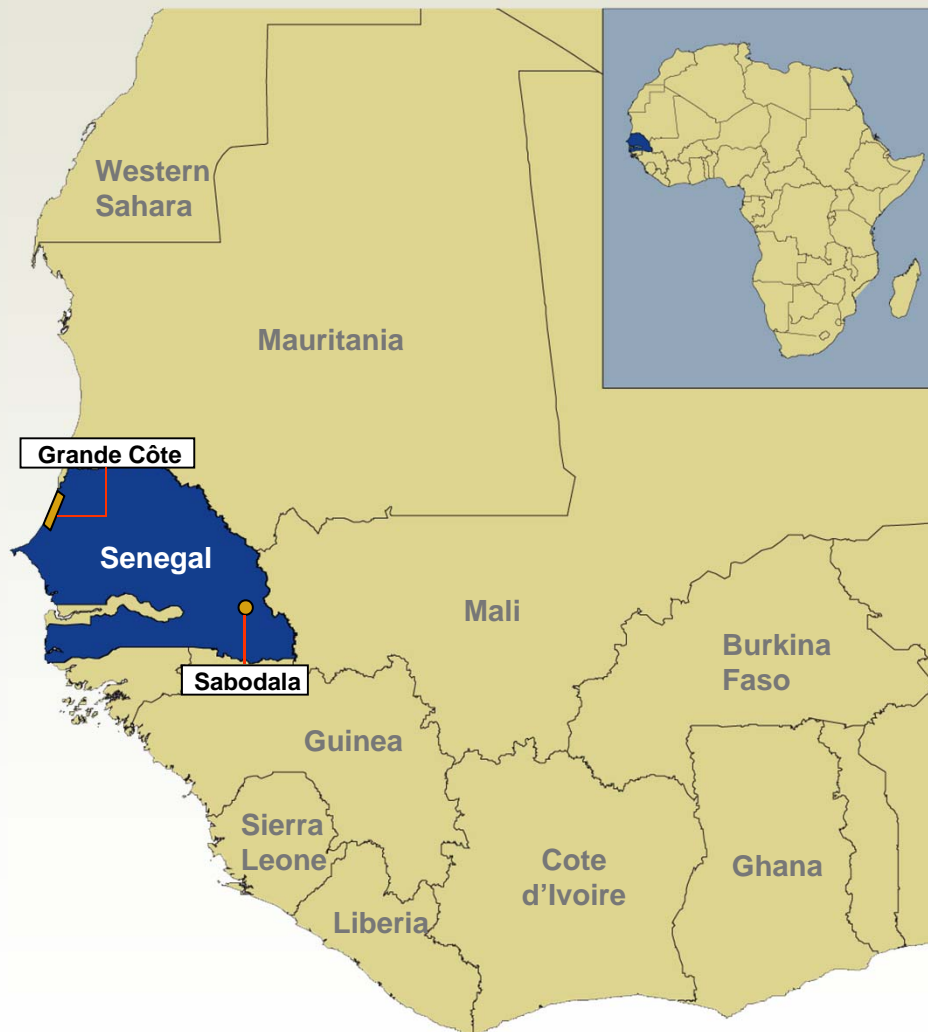 Western
Sahara
Mauritania
Grande Côte
Senegal
Mali
Burkina
Faso
Sabodala
Guinea
Sierra
Leone
Cote
d’Ivoire
Ghana
Liberia